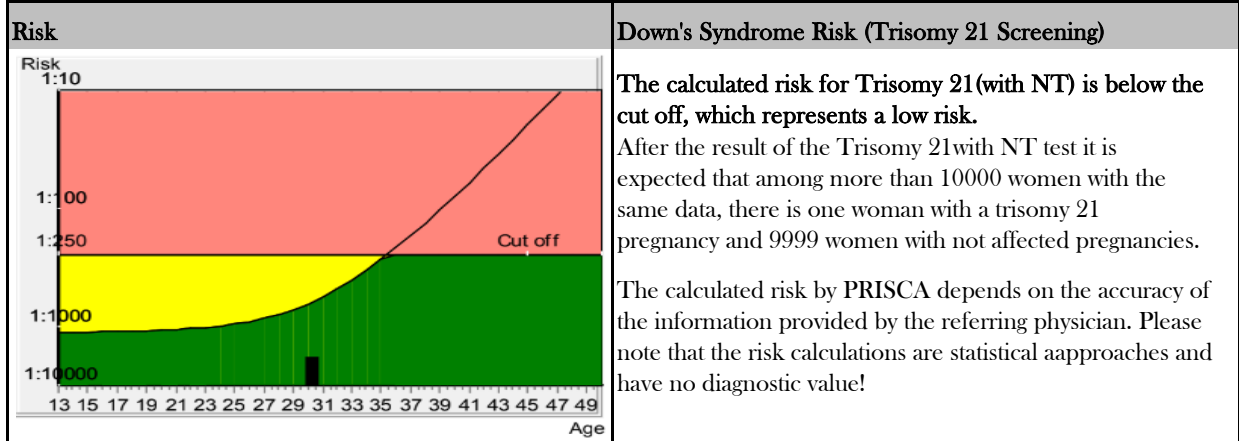 Risk
Risk
1:10
1:100
1:250
Cut off
1:1000
1:10000
13 15 17 19 21 23 25 27 29 31 33 35 37 39 41 43 45 47 49
Age
Down's Syndrome Risk (Trisomy 21 Screening)
The calculated risk for Trisomy 21(with NT) is below the
cut off, which represents a low risk.
After the result of the Trisomy 21with NT test it is
expected that among more than 10000 women with the
same data, there is one woman with a trisomy 21
pregnancy and 9999 women with not affected pregnancies.
The calculated risk by PRISCA depends on the accuracy of
the information provided by the referring physician. Please
note that the risk calculations are statistical aapproaches and
have no diagnostic value!